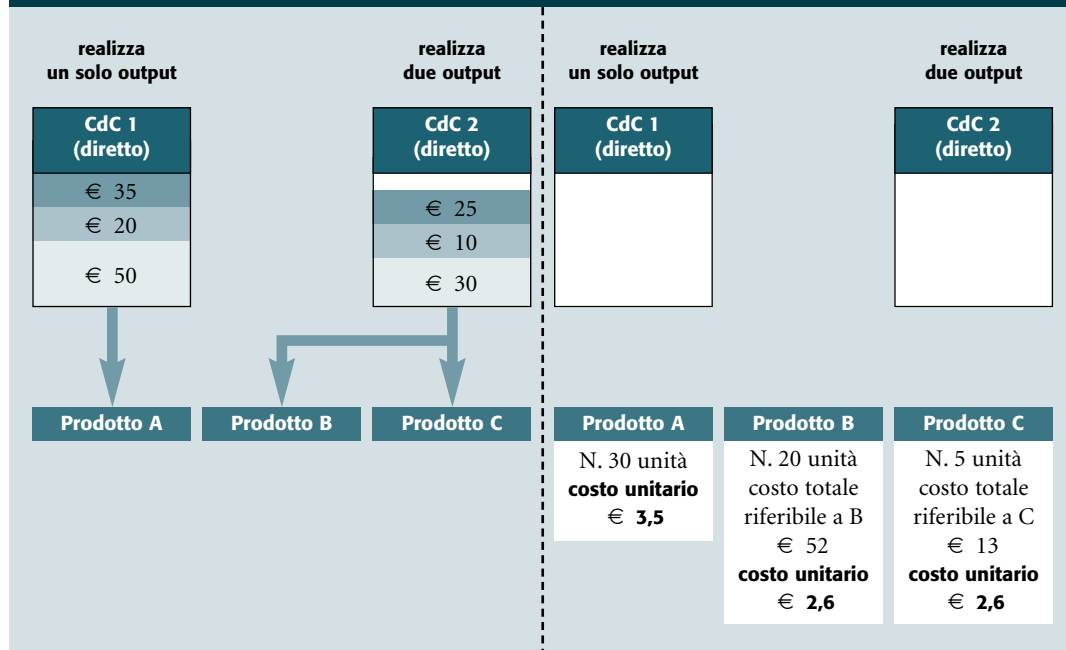 realizza
un solo output
realizza
due output
CdC 1
(diretto)
€ 35
€ 20
€ 50
CdC 2
(diretto)
€ 25
€ 10
€ 30
Prodotto A
Prodotto B
Prodotto C
realizza
un solo output
realizza
due output
CdC 1
(diretto)
CdC 2
(diretto)
Prodotto A
N. 30 unità
costo unitario
€ 3,5
Prodotto B
N. 20 unità
costo totale
riferibile a B
€ 52
costo unitario
€ 2,6
Prodotto C
N. 5 unità
costo totale
riferibile a C
€ 13
costo unitario
€ 2,6